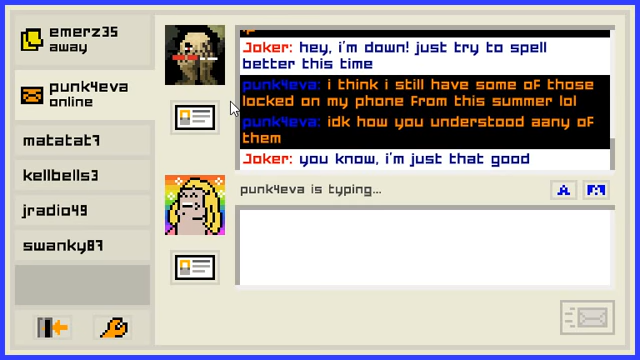 emerz35
away
punk4eva
online
matatat7
kellbells3
jradio49
swanky87
Joker: hey, i'm down! just try to spell
better this time
punk4eva: i think i still have some of those
locked on my phone from this summer lol
punk4eva: idk how you understood aany of
them
Joker: you know, i'm just that good
punk4eva is typing...
A